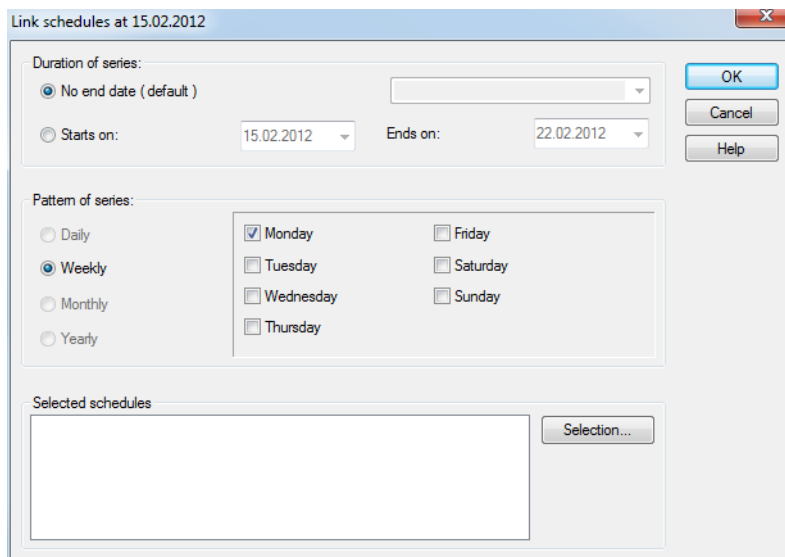 Link schedules at 15.02.2012
Duration of series:
No end date ( default )
OK
Cancel
Starts on:
15.02.2012
Ends on:
22.02.2012
Help
Pattern of series:
Daily
Monday
Friday
Weekly
Tuesday
Saturday
Wednesday
Sunday
Monthly
Thursday
Yearly
Selected schedules
Selection...